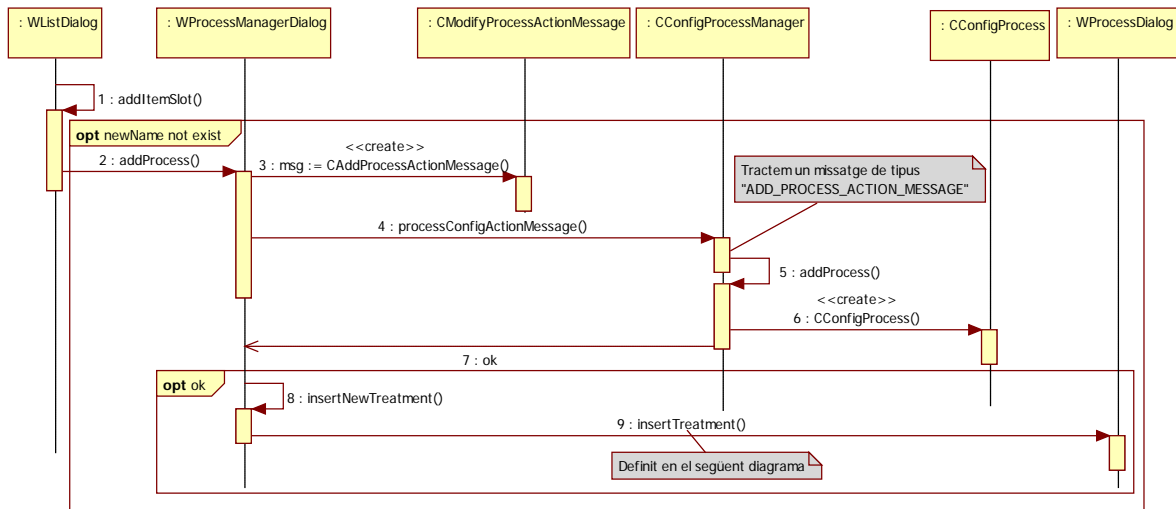 : WListDialog
: WProcessManagerDialog
: CModifyProcessActionMessage
: CConfigProcessManager
: CConfigProcess
: WProcessDialog
1 : addItemSlot()
opt newName not exist
2 : addProcess()
<<create>>
3 : msg := CAddProcessActionMessage()
Tractem un missatge de tipus
"ADD_PROCESS_ACTION_MESSAGE"
4 : processConfigActionMessage()
5 : addProcess()
<<create>>
6 : CConfigProcess()
7 : ok
opt ok
8 : insertNewTreatment()
9 : insertTreatment()
Definit en el següent diagrama